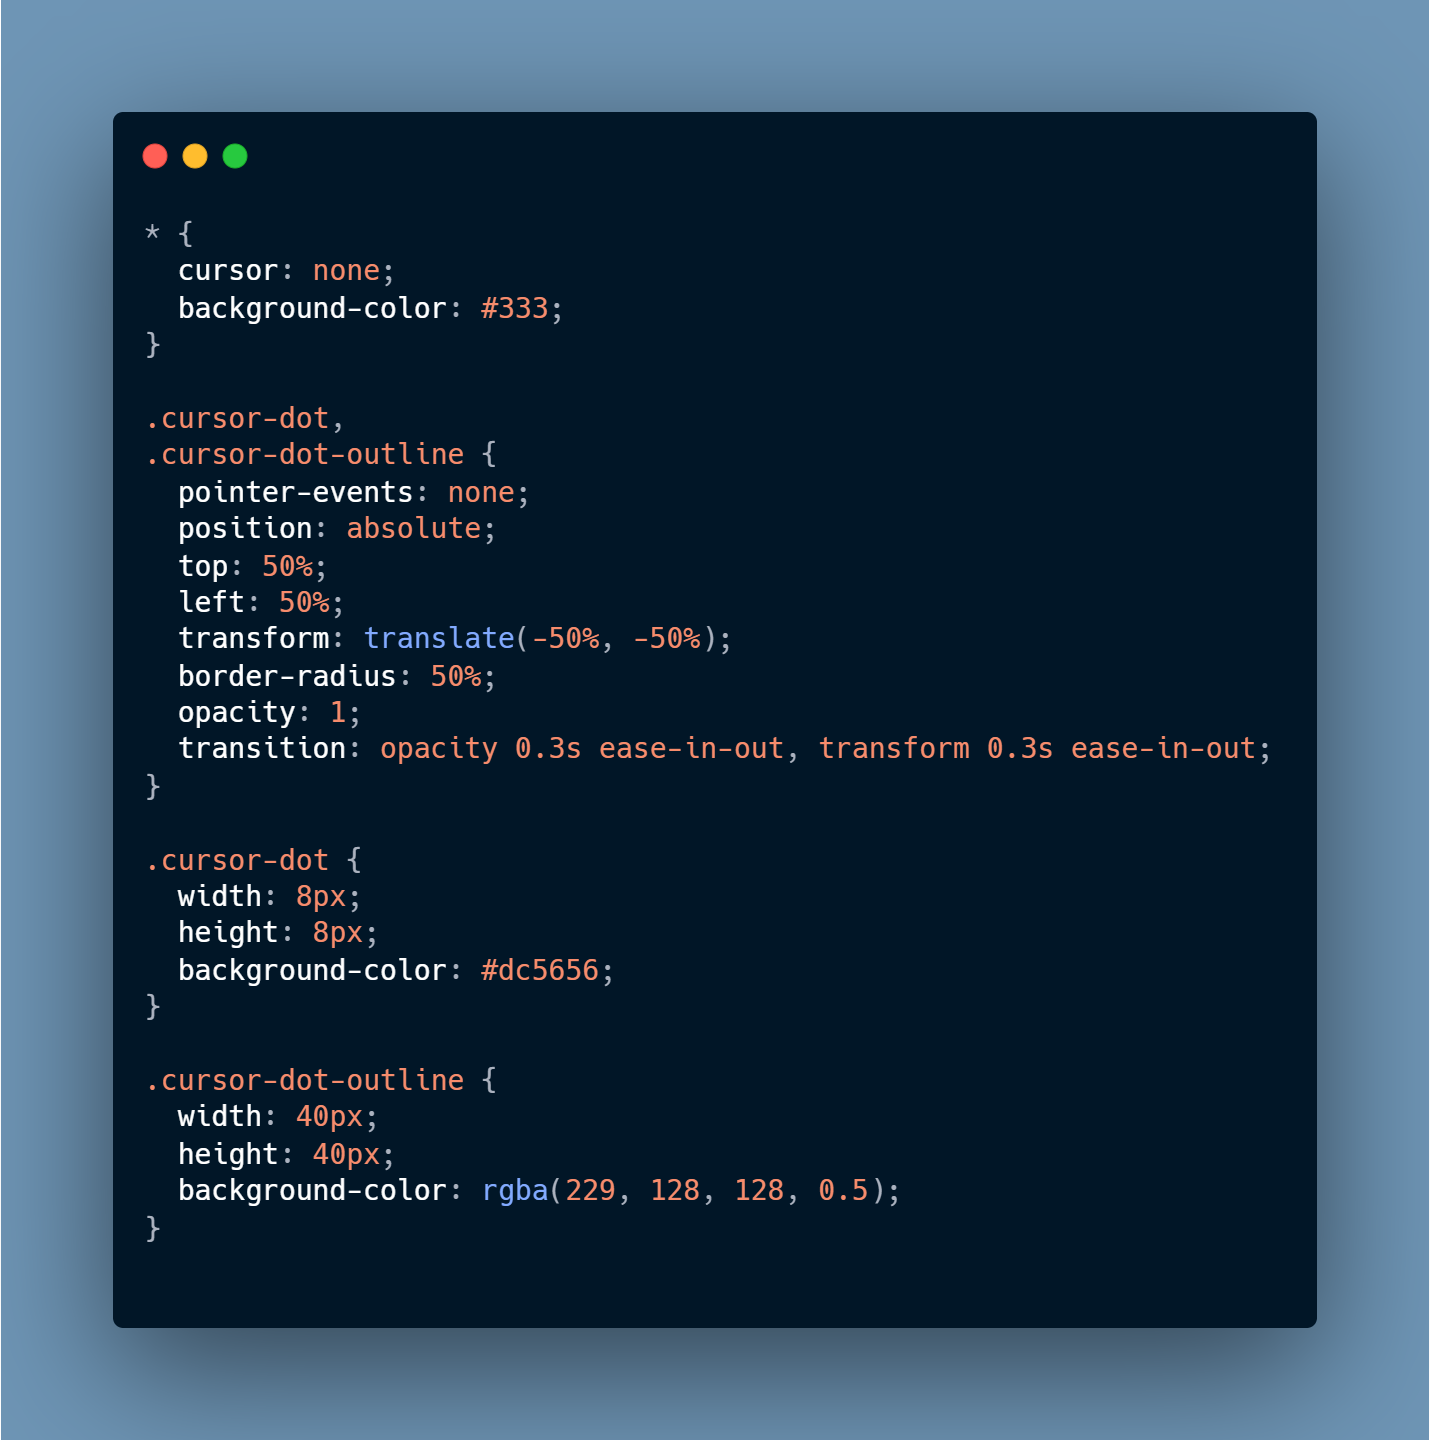 * {
  cursor: none;
  background-color: #333;
}

.cursor-dot,
.cursor-dot-outline {
  pointer-events: none;
  position: absolute;
  top: 50%;
  left: 50%;
  transform: translate(-50%, -50%);
  border-radius: 50%;
  opacity: 1;
  transition: opacity 0.3s ease-in-out, transform 0.3s ease-in-out;
}

.cursor-dot {
  width: 8px;
  height: 8px;
  background-color: #dc5656;
}

.cursor-dot-outline {
  width: 40px;
  height: 40px;
  background-color: rgba(229, 128, 128, 0.5);
}